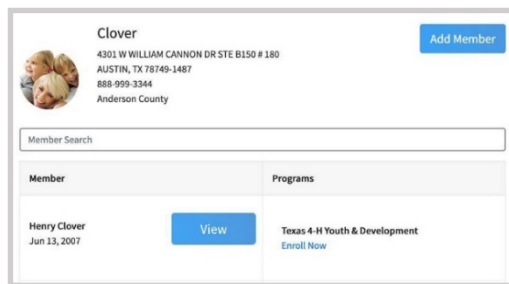 Clover
Add Member
4301 W WILLIAM CANNON DR STE B150 # 180
AUSTIN, TX 78749-1487
888-999-3344
Anderson County
Member Search
Member
Programs
Henry Clover
Jun 13, 2007
View
Texas 4-H Youth & Development
Enroll Now